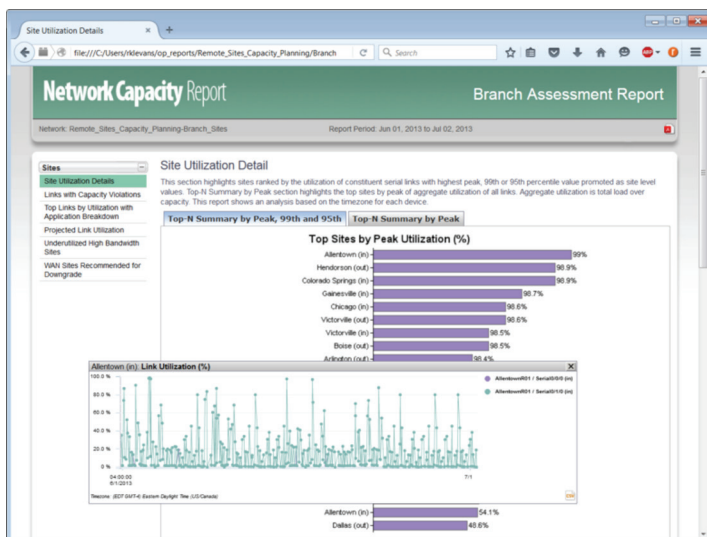 Site Utilization Details
file:///C:/Users/rklevans/op_reports/Remote_Sites_Capacity_Planning/Branch
Search
Network Capacity Report
Branch Assessment Report
Network: Remote_Sites_Capacity_Planning-Branch_Sites
Report Period: Jun 01, 2013 to Jul 02, 2013
Sites
Site Utilization Details
Links with Capacity Violations
Top Links by Utilization with
Application Breakdown
Projected Link Utilization
Underutilized High Bandwidth
Sites
WAN Sites Recommended for
Downgrade
Site Utilization Detail
This section highlights sites ranked by the utilization of constituent serial links with highest peak, 99th or 95th percentile value promoted as site level
values. Top-N Summary by Peak section highlights the top sites by peak of aggregate utilization of all links. Aggregate utilization is total load over
capacity. This report shows an analysis based on the timezone for each device.
Top-N Summary by Peak, 99th and 95th
Top-N Summary by Peak
Top Sites by Peak Utilization (%)
Allentown (in) 99%
Hendorson (out) 98.9%
Colorado Springs (in) 98.9%
Gainesville (in) 98.7%
Chicago (in) 98.6%
Victorville (out) 98.6%
Victorville (in) 98.5%
Boise (out) 98.5%
Arlington (out) 98.4%
Allentown (in): Link Utilization (%)
100.0 %
80.0 %
60.0 %
40.0 %
20.0 %
0 %
04:00:00
6/1/2013
7/1
AllentownR01 / Serial0/0/0 (in)
AllentownR01 / Serial0/1/0 (in)
Timezone: (EDT GMT-4) Eastern Daylight Time (US/Canada)
Allentown (in) 54.1%
Dallas (out) 48.6%